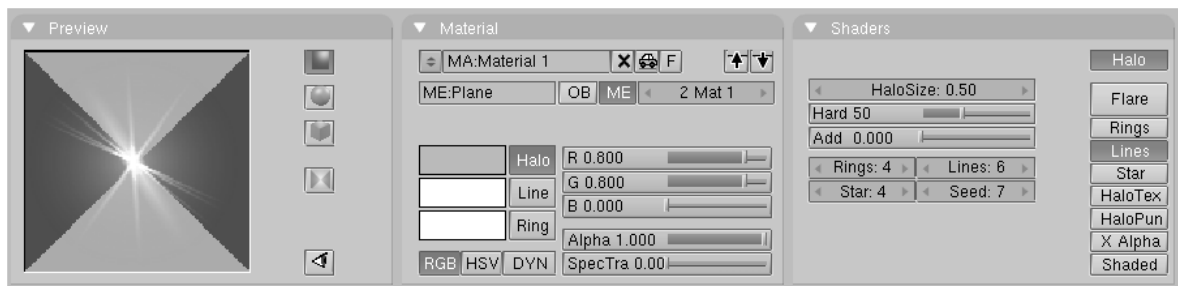 Preview
Material
MA:Material 1
F
ME:Plane
OB
ME
2 Mat 1
Halo
R 0.800
Line
G 0.800
Ring
B 0.000
Alpha 1.000
RGB
HSV
DYN
SpecTra 0.00
Shaders
Halo
HaloSize: 0.50
Flare
Hard 50
Rings
Add 0.000
Lines
Rings: 4
Lines: 6
Star
Star: 4
Seed: 7
HaloTex
HaloPun
X Alpha
Shaded